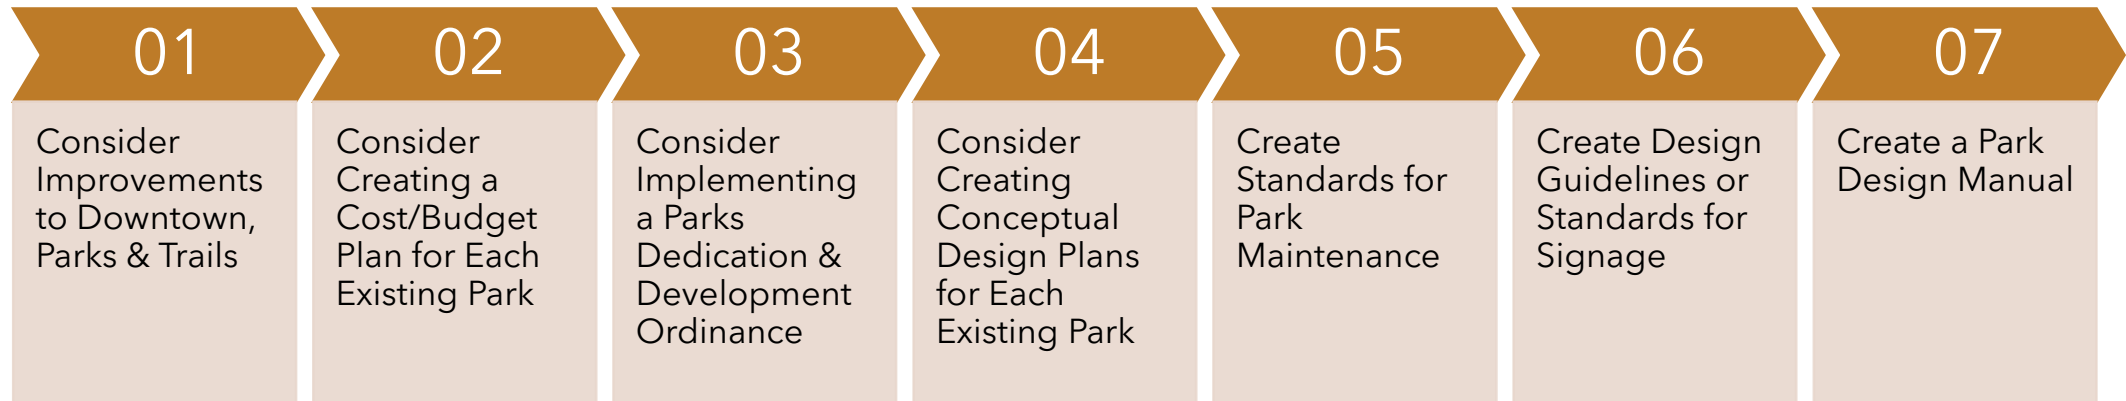 01
Consider
Improvements
to Downtown,
Parks & Trails
02
Consider
Creating a
Cost/Budget
Plan for Each
Existing Park
03
Consider
Implementing
a Parks
Dedication &
Development
Ordinance
04
Consider
Creating
Conceptual
Design Plans
for Each
Existing Park
05
Create
Standards for
Park
Maintenance
06
Create Design
Guidelines or
Standards for
Signage
07
Create a Park
Design Manual